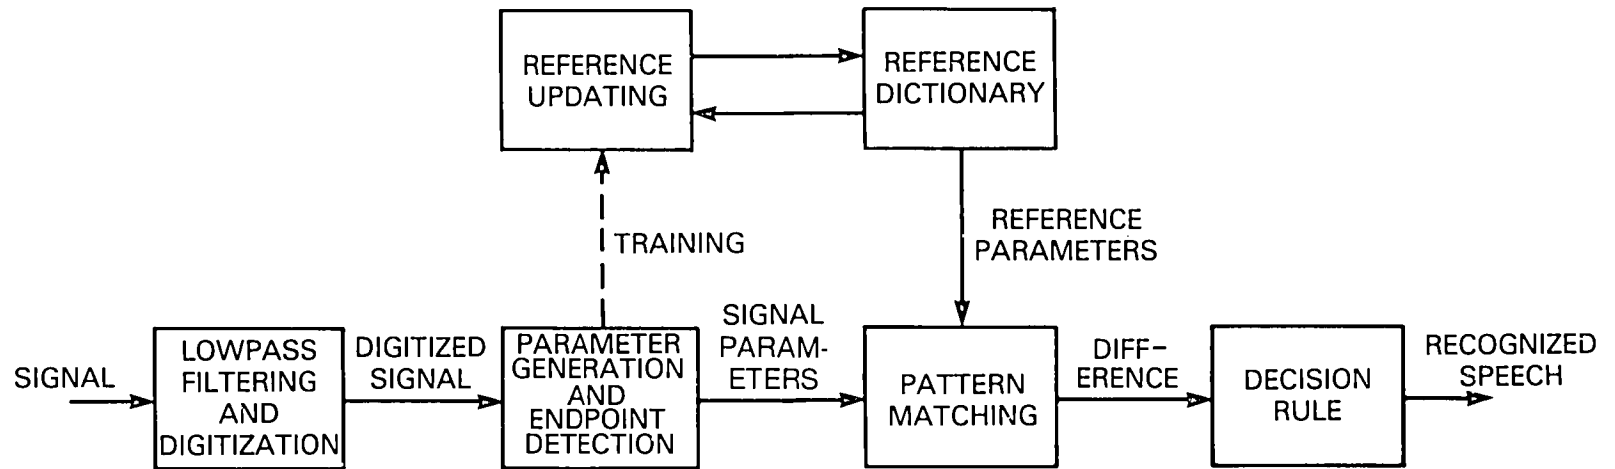 REFERENCE
UPDATING
REFERENCE
DICTIONARY
TRAINING
REFERENCE
PARAMETERS
SIGNAL
LOWPASS
FILTERING
AND
DIGITIZATION
DIGITIZED
SIGNAL
PARAMETER
GENERATION
AND
ENDPOINT
DETECTION
SIGNAL
PARAM-
ETERS
PATTERN
MATCHING
DIFF-
ERENCE
DECISION
RULE
RECOGNIZED
SPEECH